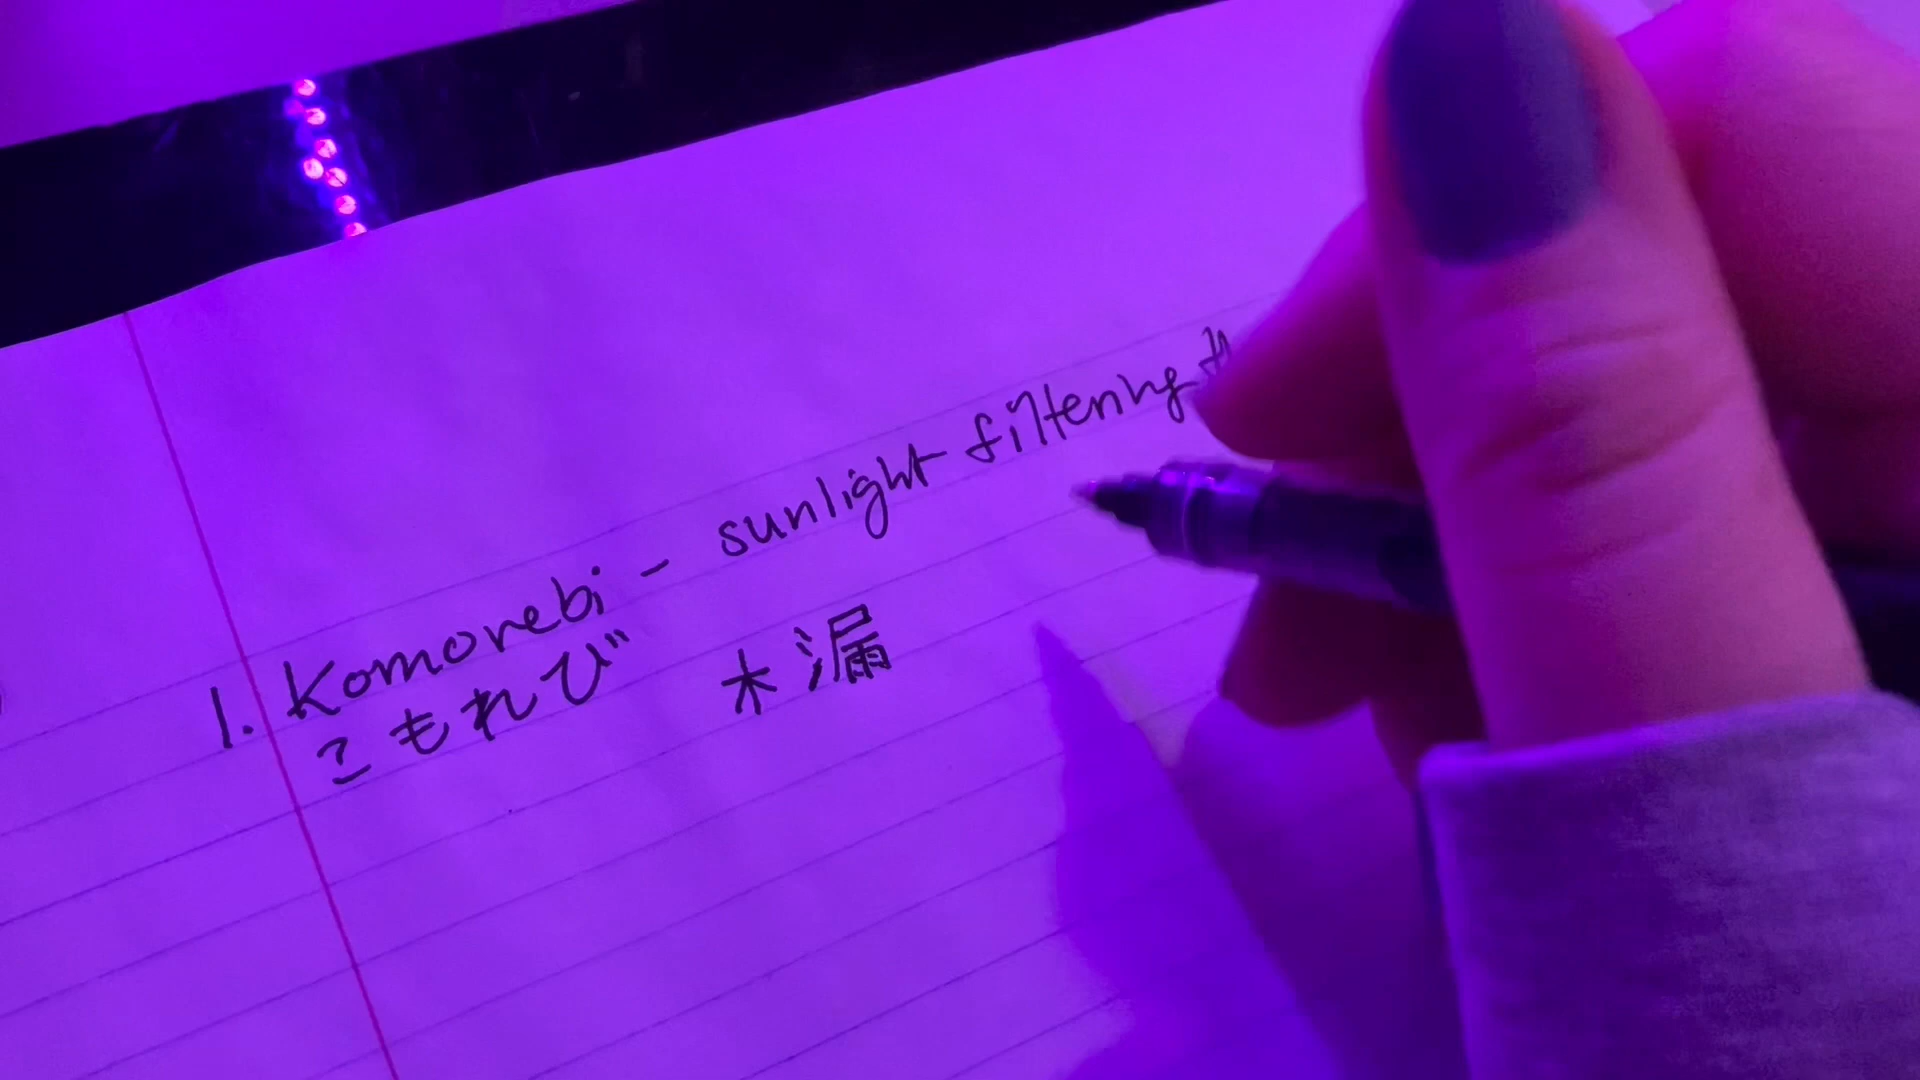 1. Komorebi - sunlight filtering
こもれび 木漏